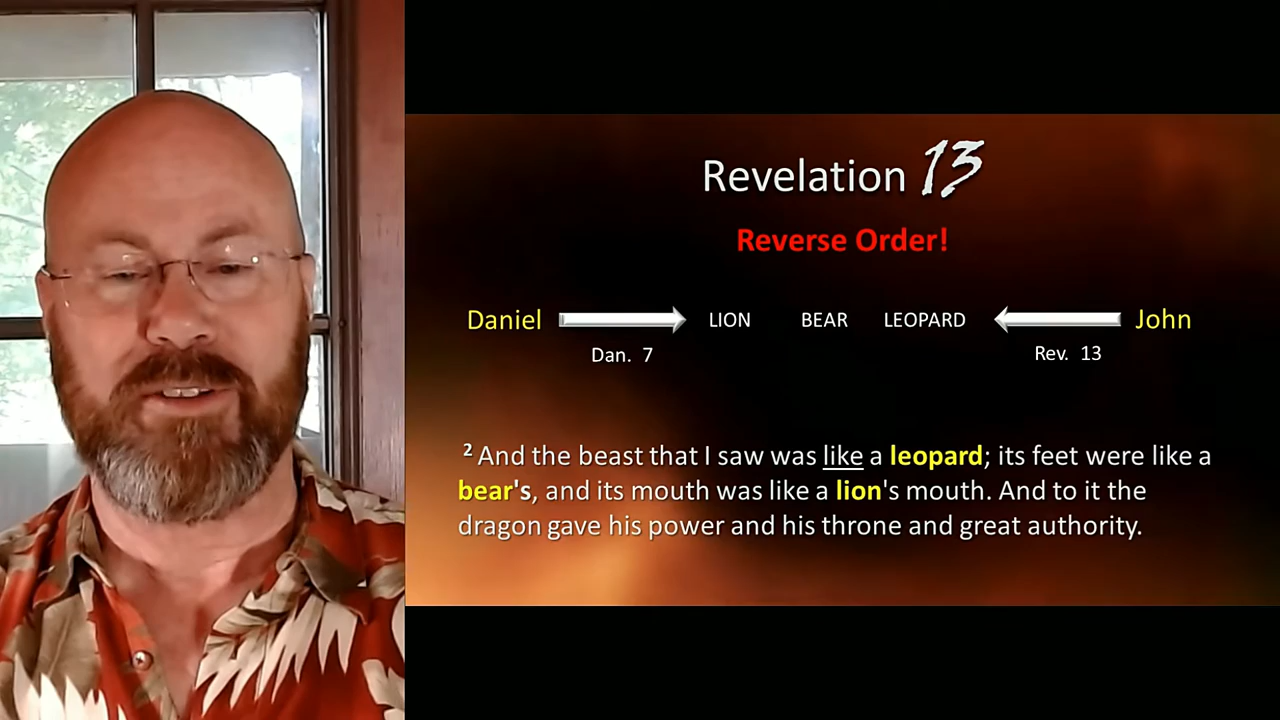 Revelation 13
Reverse Order!
Daniel LION BEAR LEOPARD John
Dan. 7 Rev. 13
2 And the beast that I saw was like a leopard; its feet were like a
bear's, and its mouth was like a lion's mouth. And to it the
dragon gave his power and his throne and great authority.